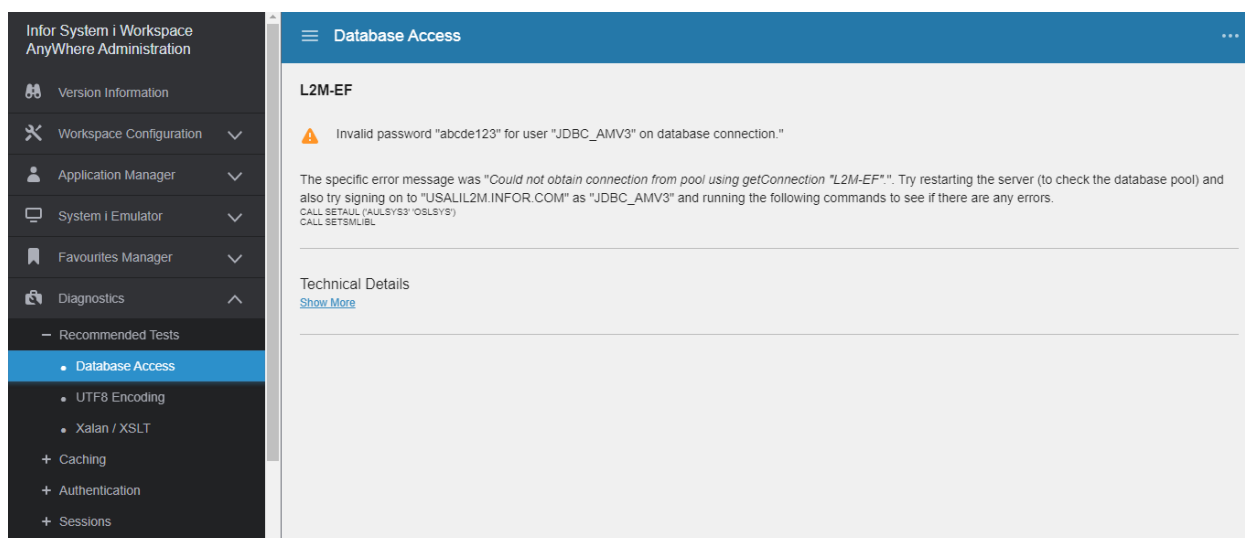 Infor System i Workspace
AnyWhere Administration
Version Information
Workspace Configuration
Application Manager
System i Emulator
Favourites Manager
Diagnostics
Recommended Tests
Database Access
UTF8 Encoding
Xalan / XSLT
Caching
Authentication
Sessions
Database Access
L2M-EF
Invalid password "abcde123" for user "JDBC_AMV3" on database connection."
The specific error message was "Could not obtain connection from pool using getConnection "L2M-EF".". Try restarting the server (to check the database pool) and
also try signing on to "USALIL2M.INFOR.COM" as "JDBC_AMV3" and running the following commands to see if there are any errors.
CALL SETAUL ('AULSYS3' 'OSLSYS')
CALL SETSMLIBL
Technical Details
Show More